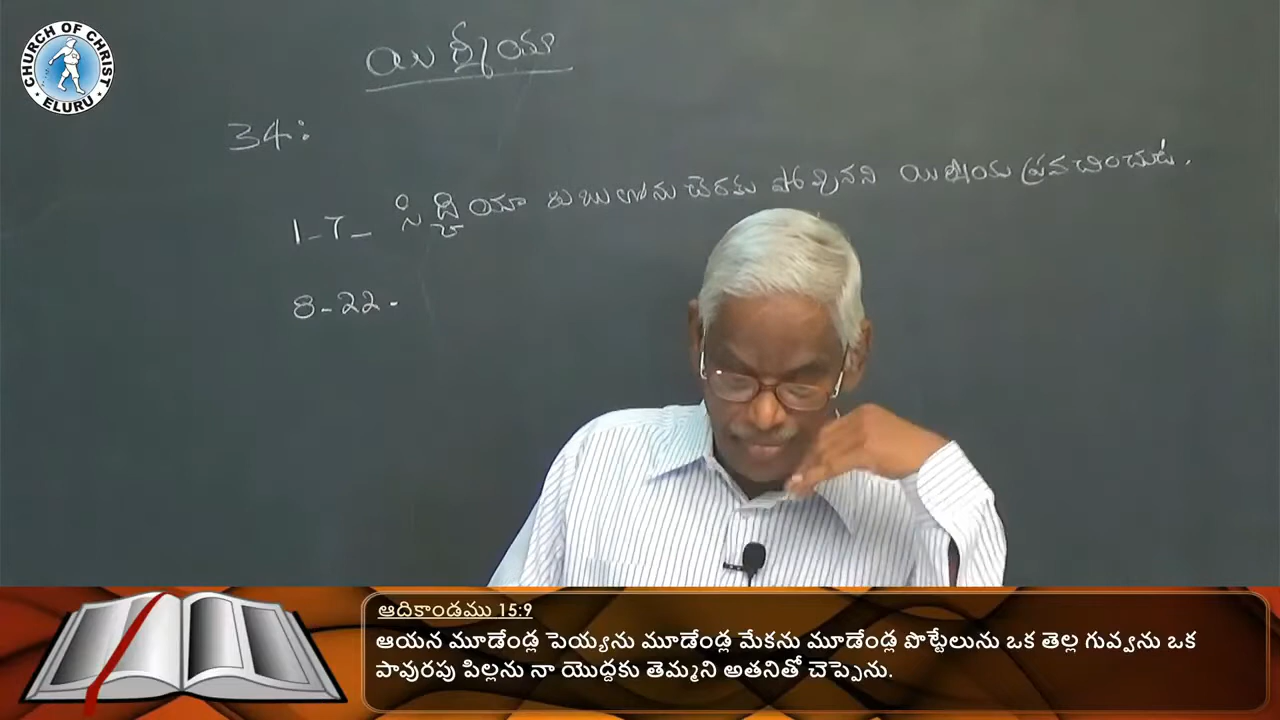 CHURCH OF CHRIST
ELURU
యిర్మీయా
34:
1-7- సిద్కియా బబులోను చెరకు పోవునని యిర్మీయ ప్రవచించుట.
8-22-
ఆదికాండము 15:9
ఆయన మూడేండ్ల పెయ్యను మూడేండ్ల మేకను మూడేండ్ల పొట్టేలును ఒక తెల్ల గువ్వను ఒక
పావురపు పిల్లను నా యొద్దకు తెమ్మని అతనితో చెప్పెను.